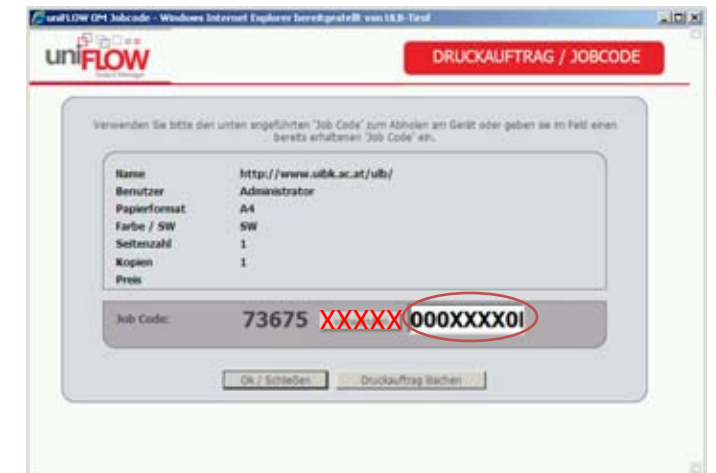 uniFLOW OM Jobcode - Windows Internet Explorer bereitgestellt von ULB-Tirol
uniFLOW
Output Manager
DRUCKAUFTRAG / JOBCODE
Verwenden Sie bitte den unten angeführten 'Job Code' zum Abholen am Gerät oder geben sie im Feld einen
bereits erhaltenen 'Job Code' ein.
Name http://www.uibk.ac.at/ulb/
Benutzer Administrator
Papierformat A4
Farbe / SW SW
Seitenzahl 1
Kopien 1
Preis
Job Code: 73675 XXXXX 000XXXX0
Ok / Schließen Druckauftrag löschen